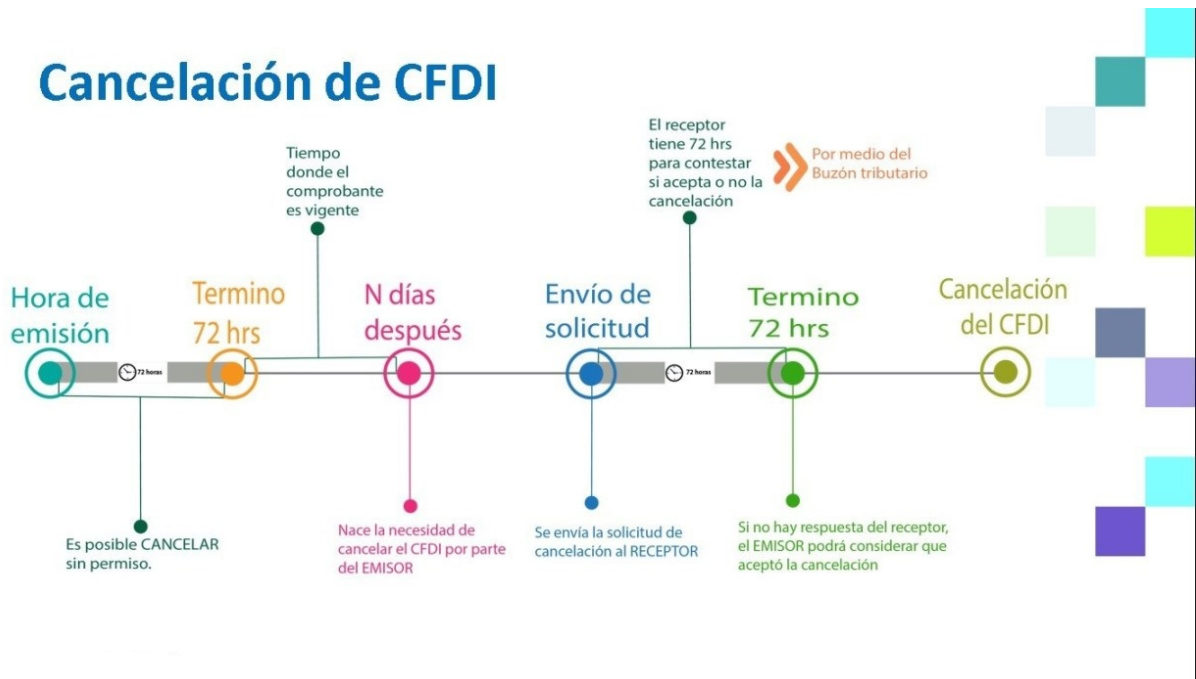 Cancelación de CFDI
Tiempo
donde el
comprobante
es vigente
El receptor
tiene 72 hrs
para contestar
si acepta o no la
cancelación
Por medio del
Buzón tributario
Hora de
emisión
Termino
72 hrs
N días
después
Envío de
solicitud
Termino
72 hrs
Cancelación
del CFDI
72 horas
72 horas
Es posible CANCELAR
sin permiso.
Nace la necesidad de
cancelar el CFDI por parte
del EMISOR
Se envía la solicitud de
cancelación al RECEPTOR
Si no hay respuesta del receptor,
el EMISOR podrá considerar que
aceptó la cancelación